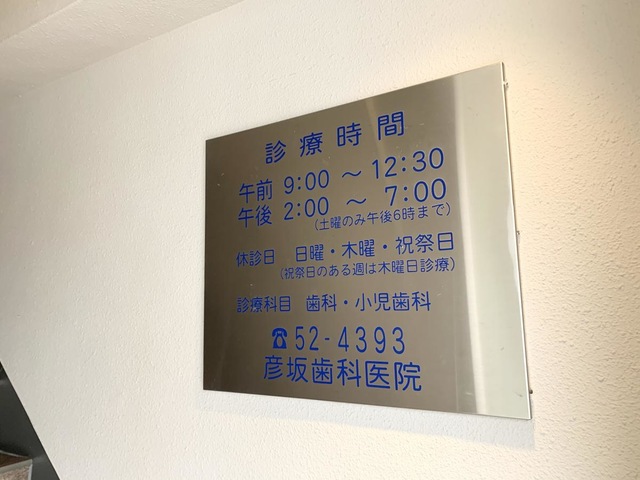 診療時間
午前 9:00 ～ 12:30
午後 2:00 ～ 7:00
(土曜のみ午後6時まで)
休診日 日曜・木曜・祝祭日
(祝祭日のある週は木曜日診療)
診療科目 歯科・小児歯科
☎52-4393
彦坂歯科医院